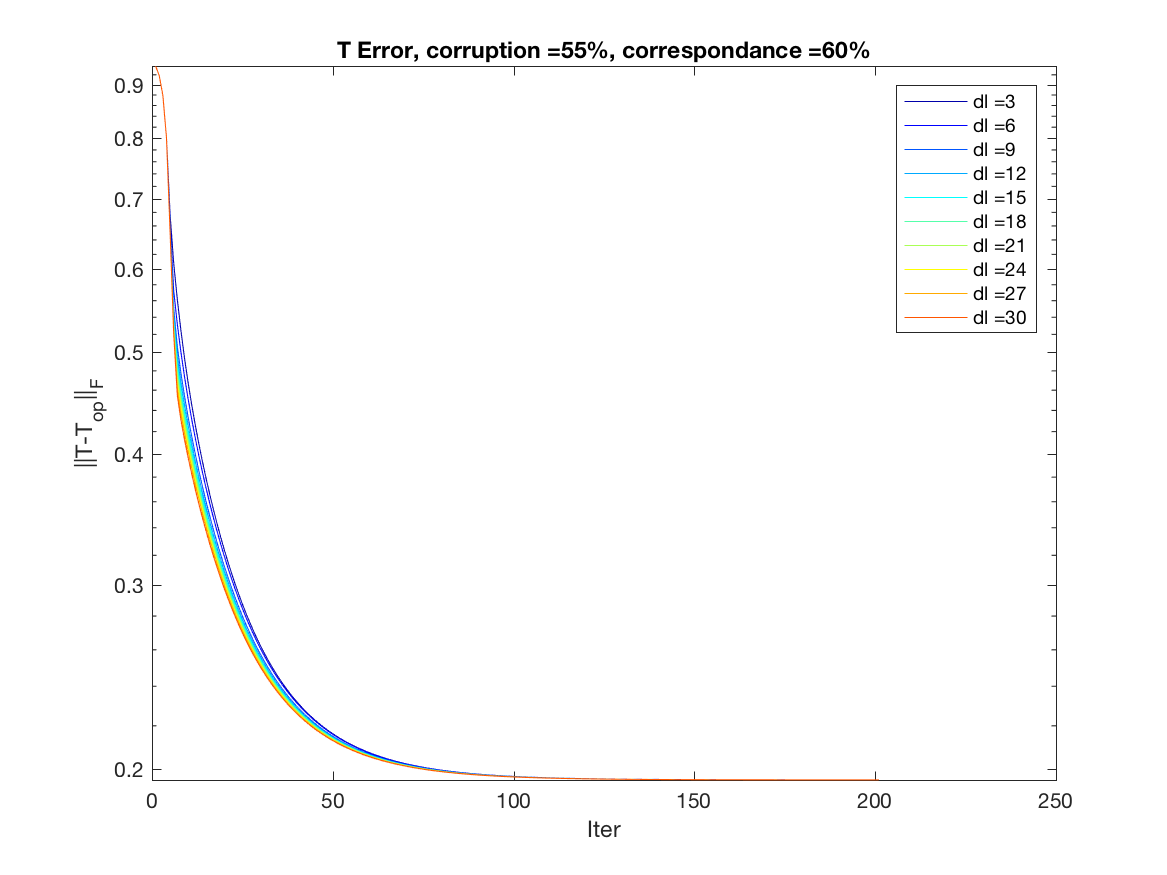 T Error, corruption =55%, correspondance =60%
0.9
0.8
0.7
0.6
0.5
0.4
0.3
0.2
||T-T_op||_F
0 50 100 150 200 250
Iter
dl =3
dl =6
dl =9
dl =12
dl =15
dl =18
dl =21
dl =24
dl =27
dl =30